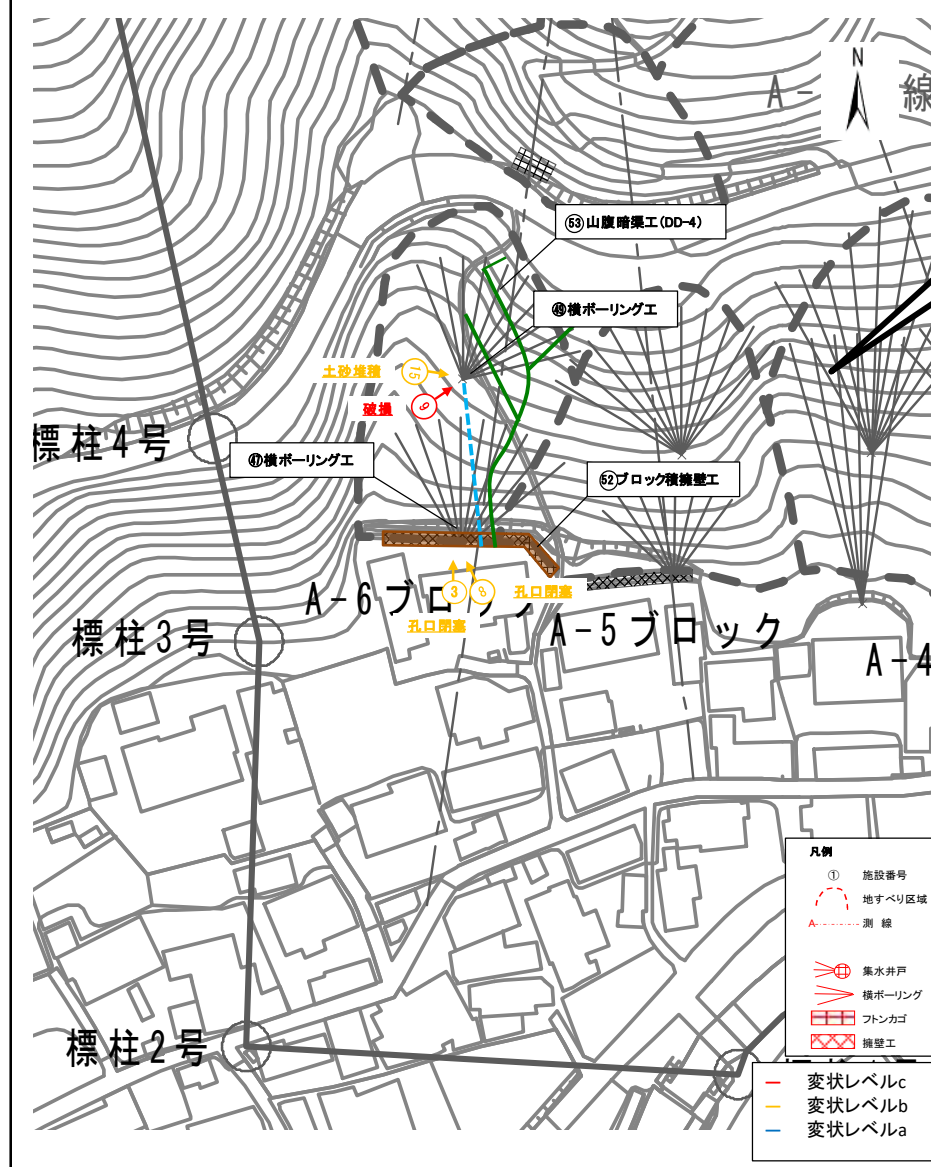 N
A-
線
㊾横ボーリング工
53山腹暗渠工(DD-4)
土砂堆積
15
破損
9
標柱4号
㊼横ボーリング工
52ブロック積擁壁工
3
8
孔口閉塞
孔口閉塞
A-6ブロック
A-5ブロック
標柱3号
A-4
凡例
① 施設番号
地すべり区域
A 測 線
集水井戸
横ボーリング
フトンカゴ
擁壁工
標柱2号
変状レベルc
変状レベルb
変状レベルa